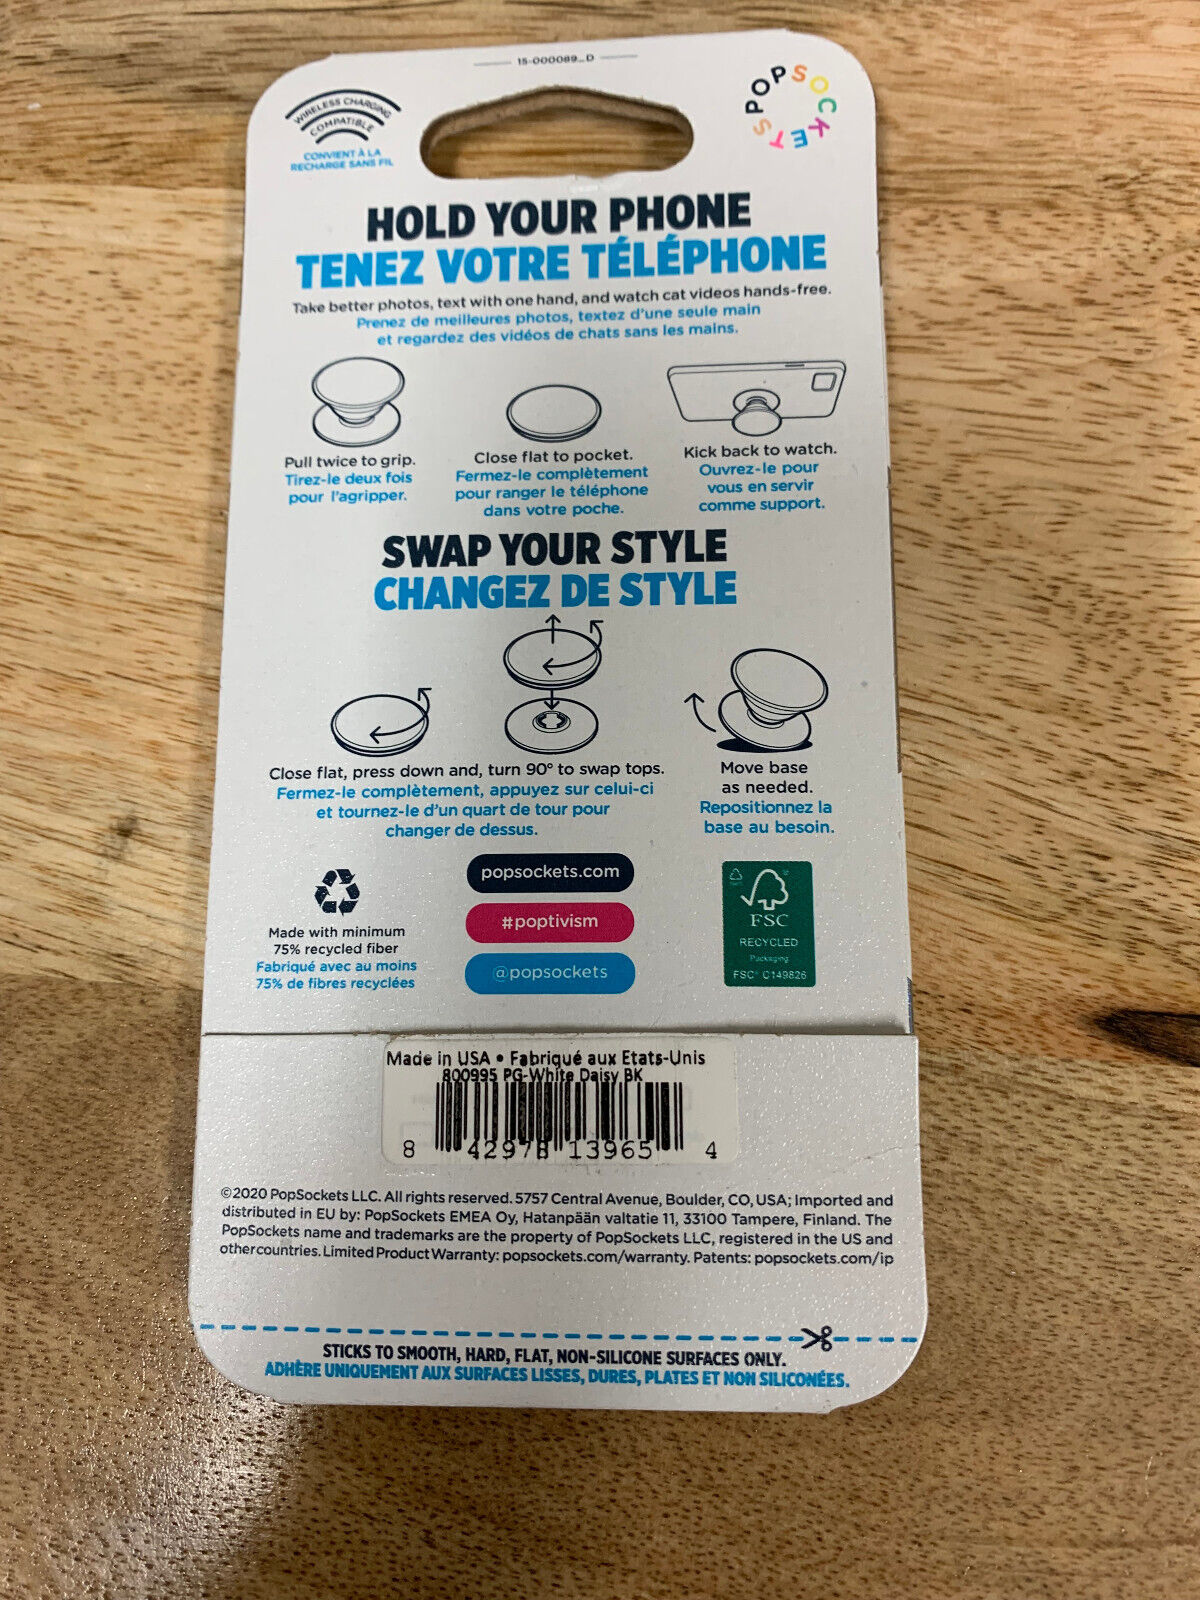 15-000089_D
WIRELESS CHARGING
COMPATIBLE
CONVIENT À LA
RECHARGE SANS FIL
POPSOCKETS
HOLD YOUR PHONE
TENEZ VOTRE TÉLÉPHONE
Take better photos, text with one hand, and watch cat videos hands-free.
Prenez de meilleures photos, textez d'une seule main
et regardez des vidéos de chats sans les mains.
Pull twice to grip.
Tirez-le deux fois
pour l'agripper.
Close flat to pocket.
Fermez-le complètement
pour ranger le téléphone
dans votre poche.
Kick back to watch.
Ouvrez-le pour
vous en servir
comme support.
SWAP YOUR STYLE
CHANGEZ DE STYLE
Close flat, press down and, turn 90° to swap tops.
Fermez-le complètement, appuyez sur celui-ci
et tournez-le d'un quart de tour pour
changer de dessus.
Move base
as needed.
Repositionnez la
base au besoin.
Made with minimum
75% recycled fiber
Fabriqué avec au moins
75% de fibres recyclées
popsockets.com
#poptivism
@popsockets
FSC
RECYCLED
Packaging
FSC® C149826
Made in USA • Fabriqué aux Etats-Unis
800995 PG-White Daisy BK
8 42978 13965 4
©2020 PopSockets LLC. All rights reserved. 5757 Central Avenue, Boulder, CO, USA; Imported and
distributed in EU by: PopSockets EMEA Oy, Hatanpään valtatie 11, 33100 Tampere, Finland. The
PopSockets name and trademarks are the property of PopSockets LLC, registered in the US and
other countries. Limited Product Warranty: popsockets.com/warranty. Patents: popsockets.com/ip
STICKS TO SMOOTH, HARD, FLAT, NON-SILICONE SURFACES ONLY.
ADHÈRE UNIQUEMENT AUX SURFACES LISSES, DURES, PLATES ET NON SILICONÉES.